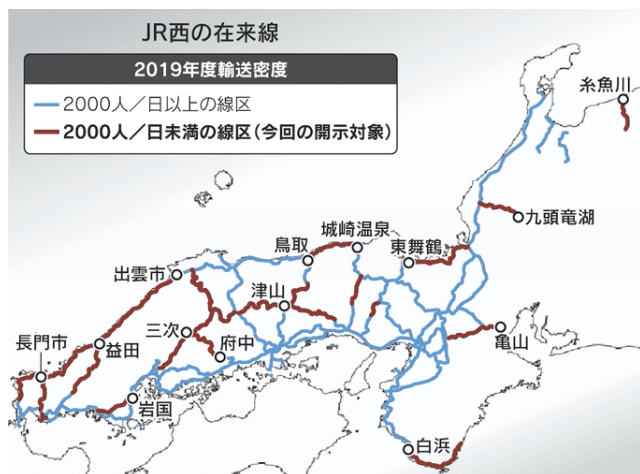 JR西の在来線
2019年度輸送密度
2000人／日以上の線区
2000人／日未満の線区（今回の開示対象）
糸魚川
九頭竜湖
城崎温泉
鳥取
東舞鶴
出雲市
津山
三次
府中
亀山
長門市
益田
岩国
白浜